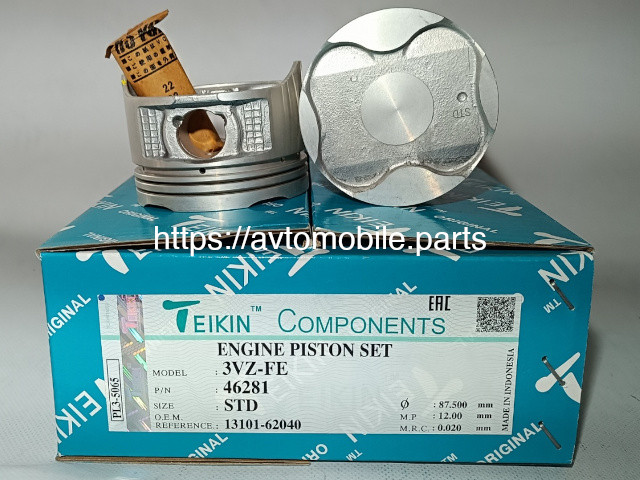 22
STD
https://avtomobile.parts
TEIKIN
ORIGINAL
TEIKIN™ COMPONENTS
EAC
ENGINE PISTON SET
MODEL : 3VZ-FE
P/N : 46281
SIZE : STD
O.E.M. REFERENCE : 13101-62040
Ø : 87.500 mm
M.P : 12.00 mm
M.R.C : 0.020 mm
PL3-5065
MADE IN INDONESIA